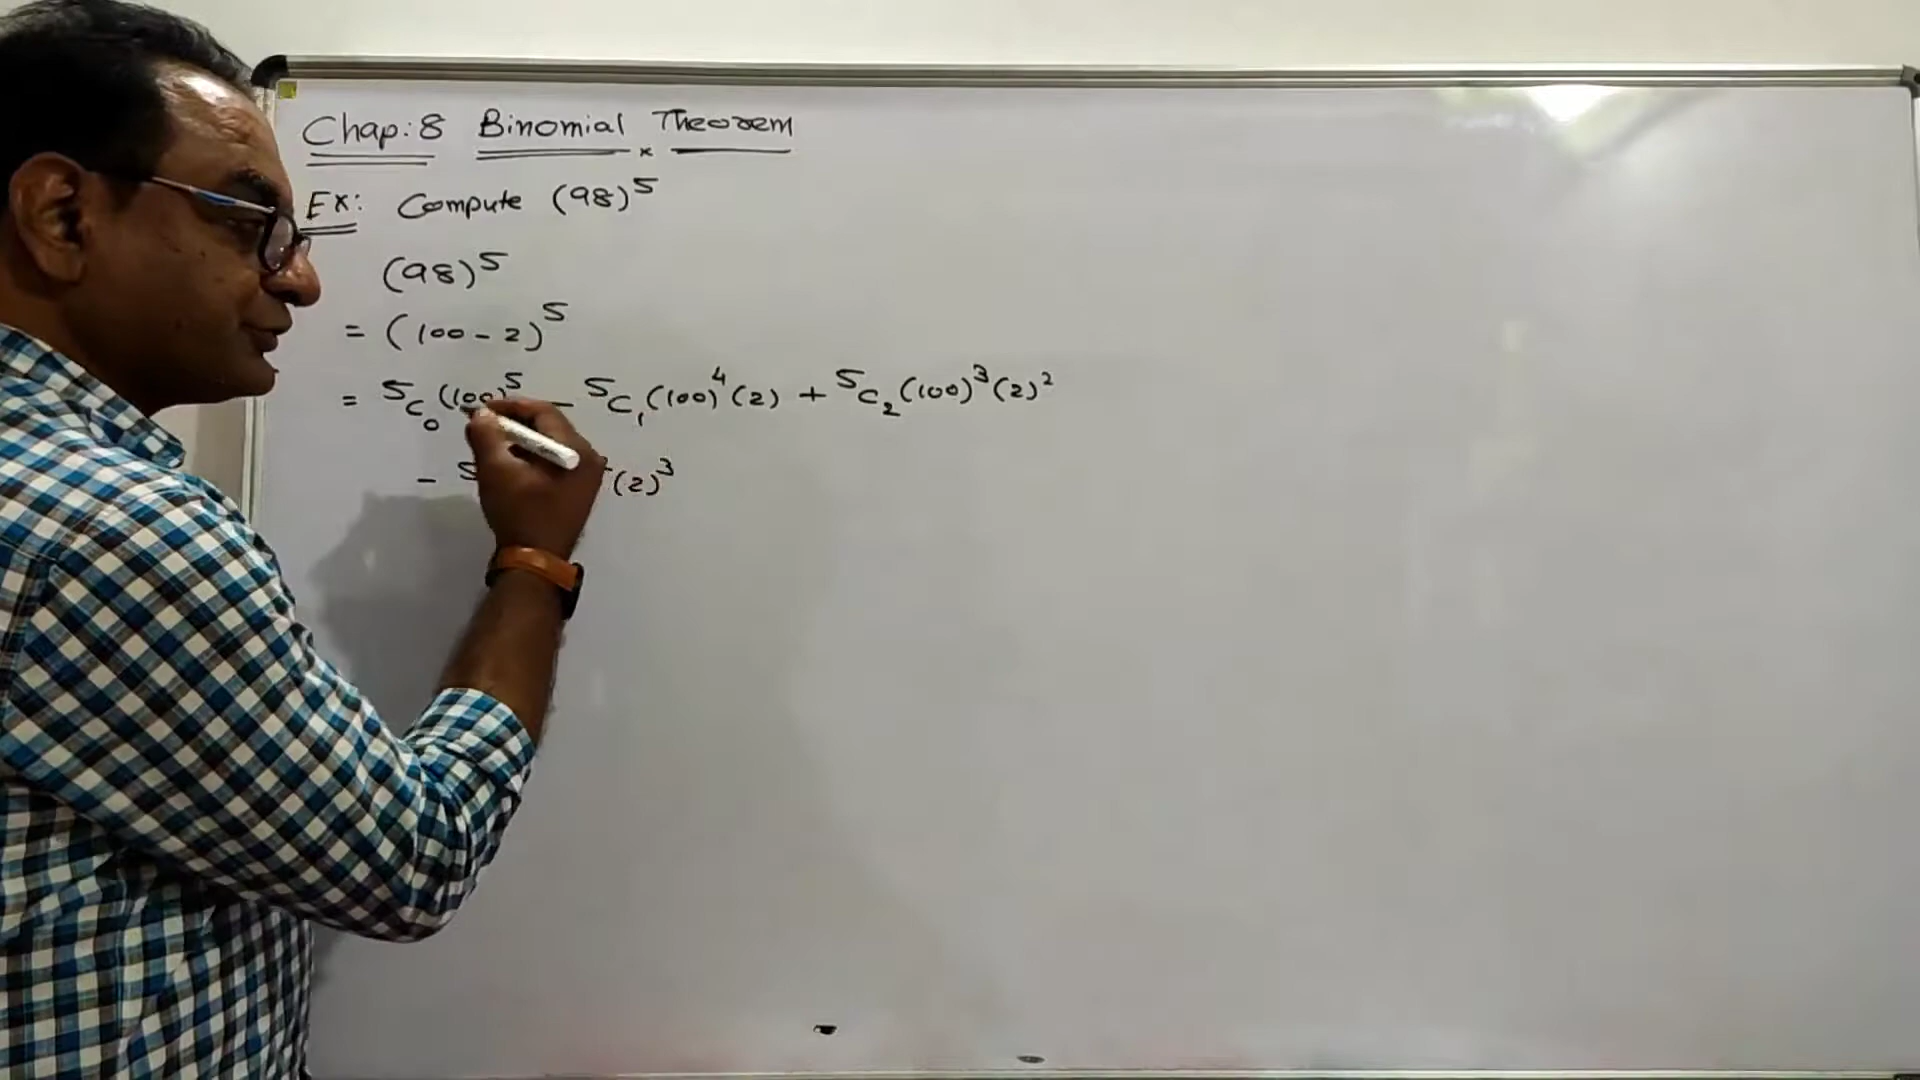 Chap: 8 Binomial Theorem
Ex: Compute (98)⁵
(98)⁵
= (100 - 2)⁵
= ⁵C₀(100)⁵ - ⁵C₁(100)⁴(2) + ⁵C₂(100)³(2)²
- 5 (2)³